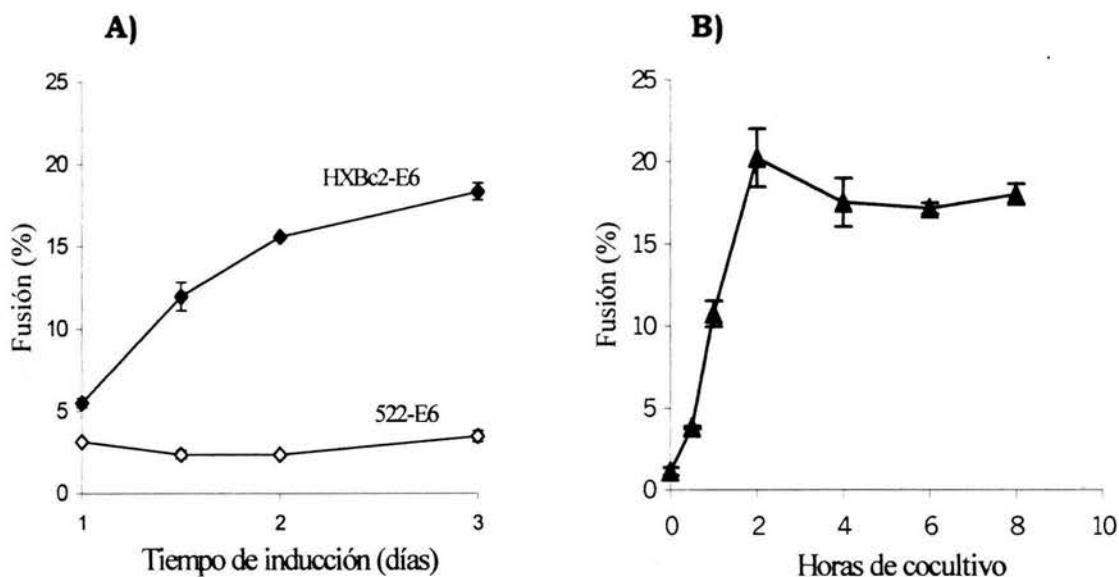 A)
25
20
15
10
5
0
Fusión (%)
HXBc2-E6
522-E6
1 2 3
Tiempo de inducción (días)
B)
25
20
15
10
5
0
Fusión (%)
0 2 4 6 8 10
Horas de cocultivo